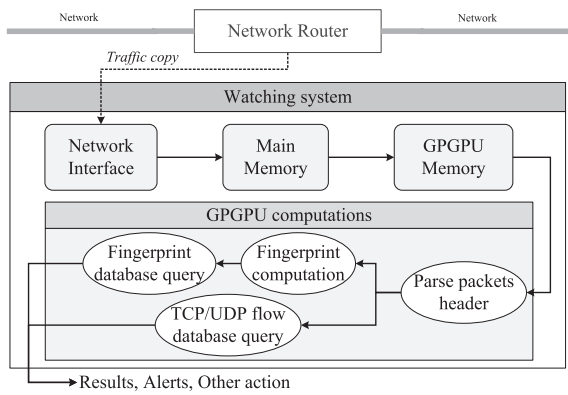 Network
Network Router
Network
Traffic copy
Watching system
Network
Interface
Main
Memory
GPGPU
Memory
GPGPU computations
Fingerprint
database query
Fingerprint
computation
Parse packets
header
TCP/UDP flow
database query
Results, Alerts, Other action